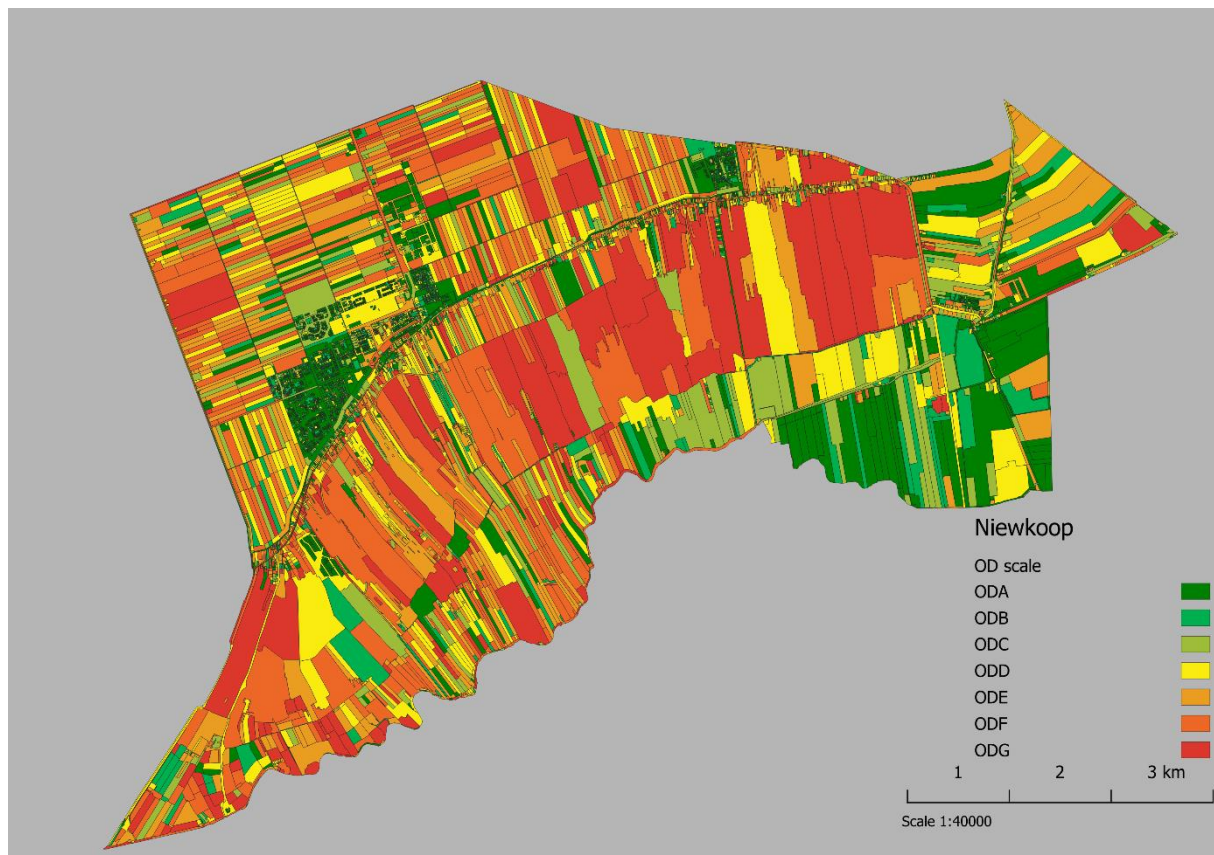 Niewkoop
OD scale
ODA
ODB
ODC
ODD
ODE
ODF
ODG
1 2 3 km
Scale 1:40000